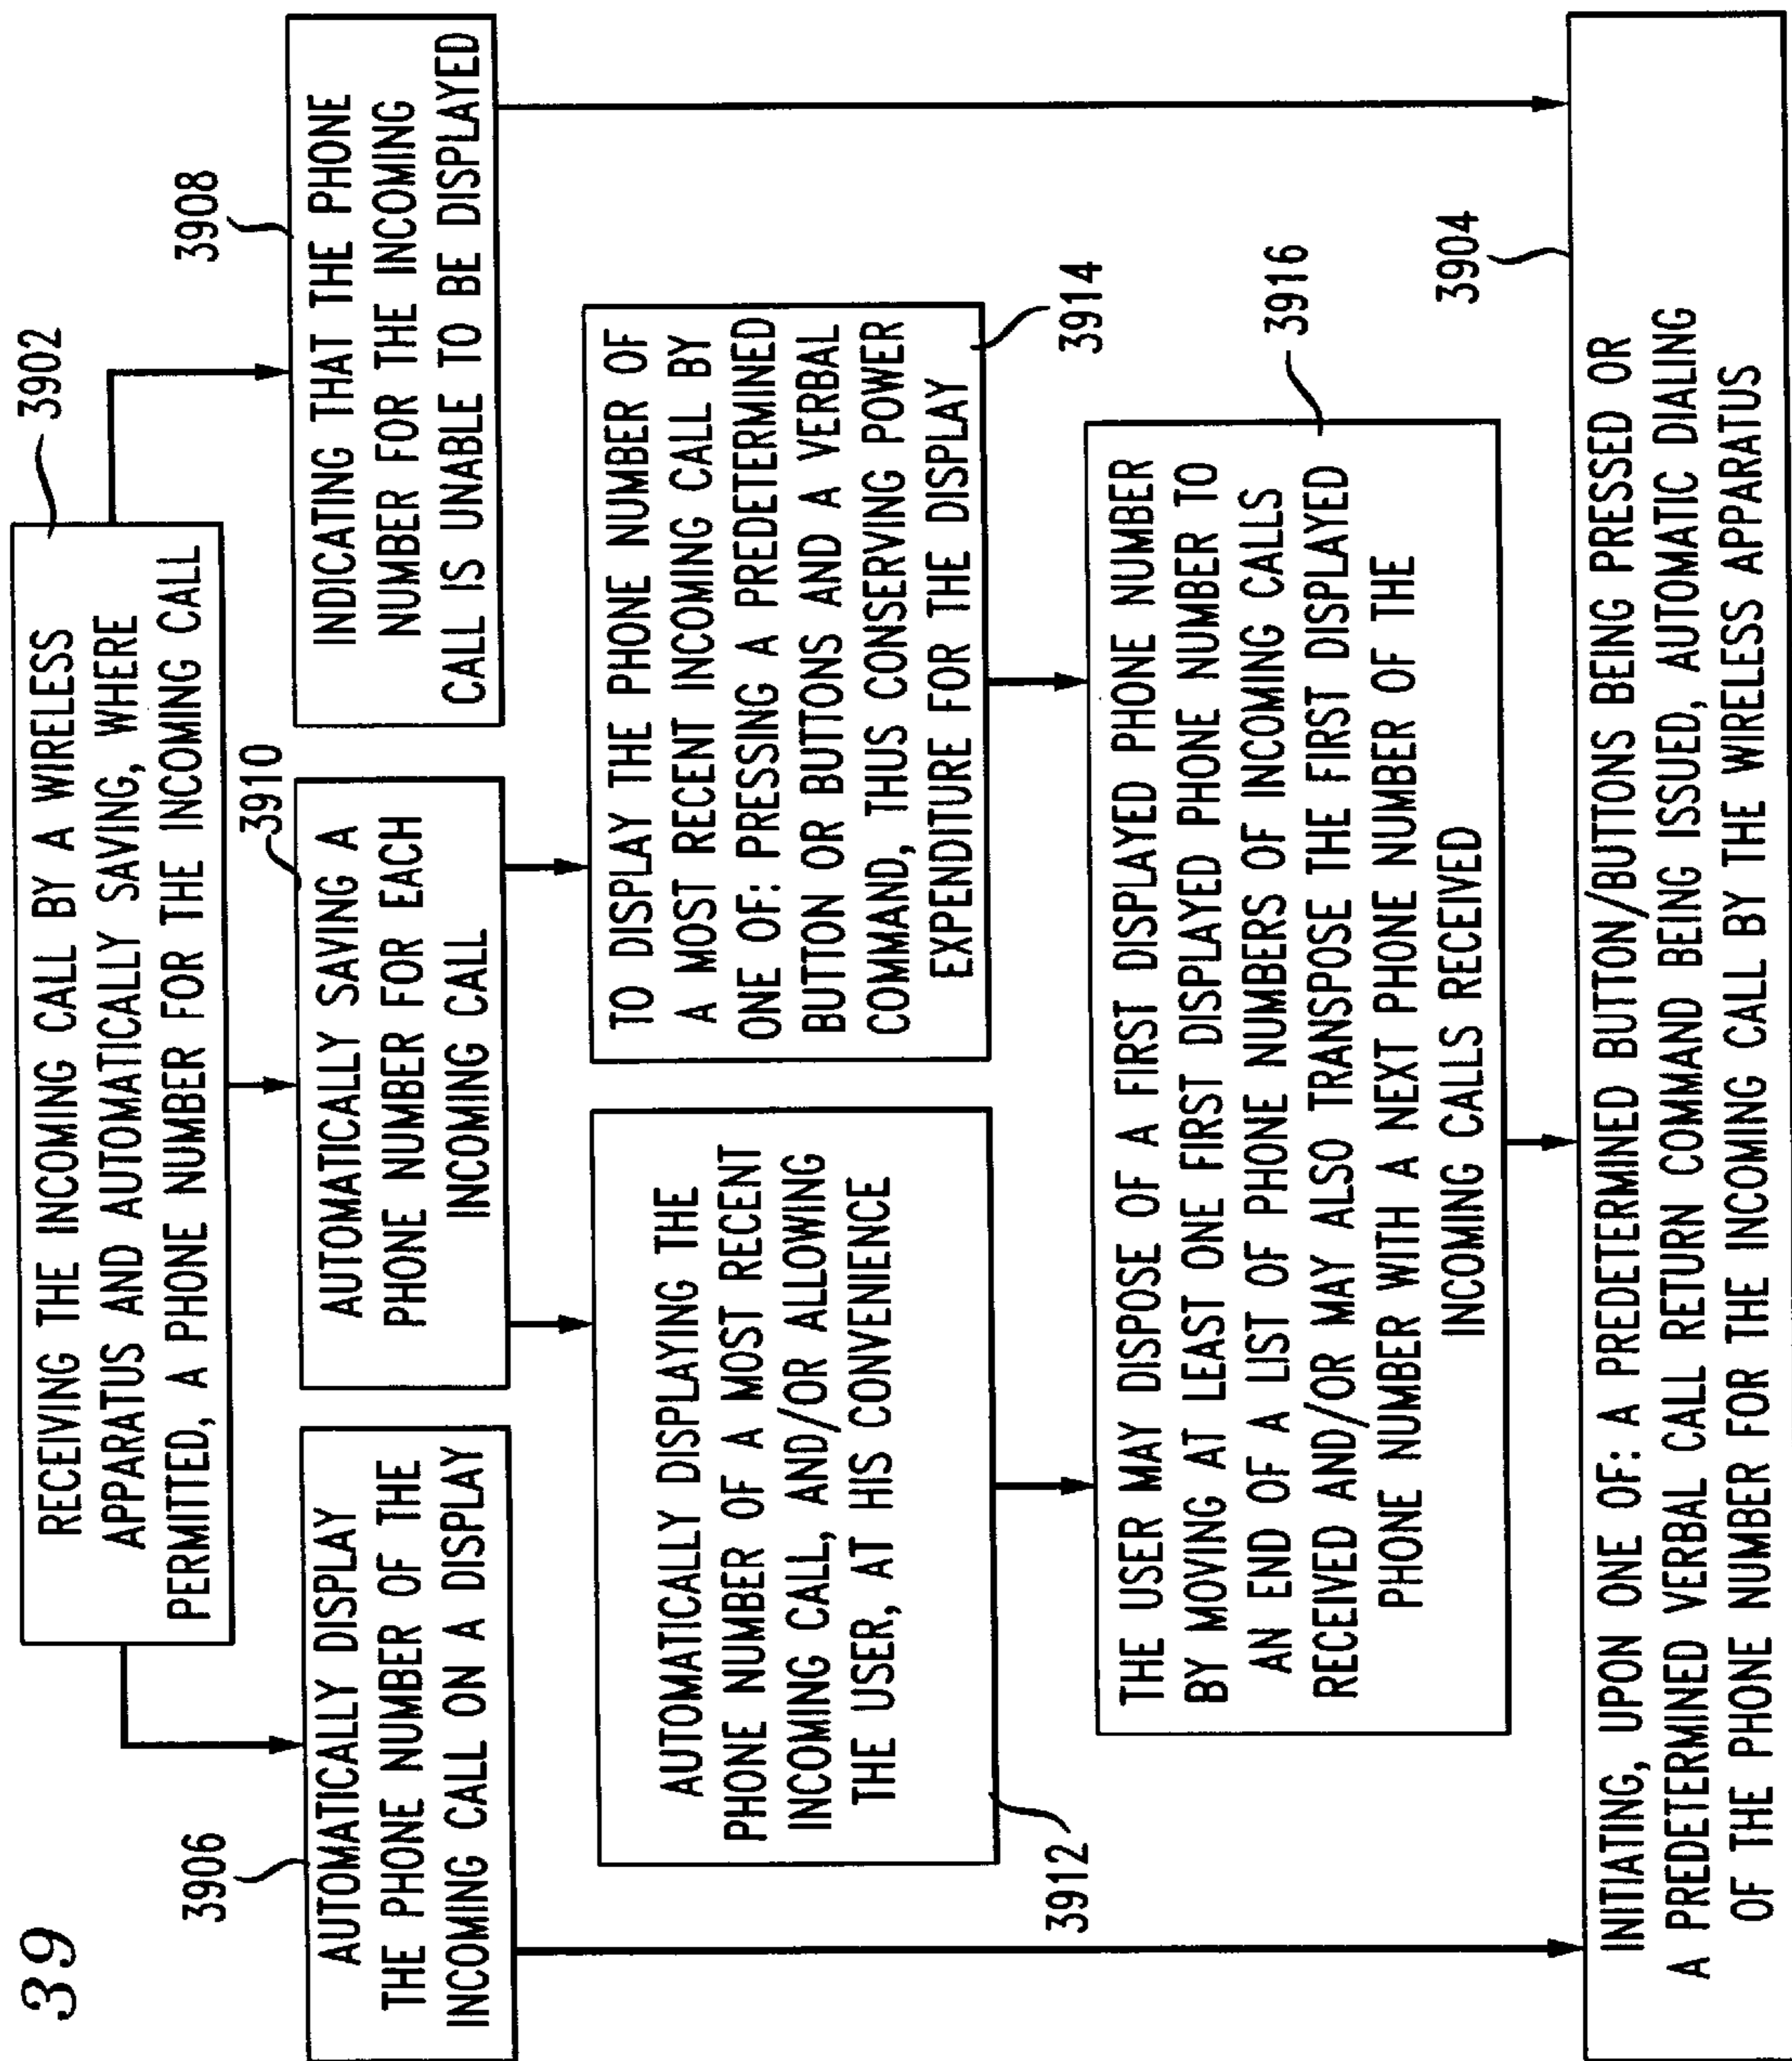 39
3902
RECEIVING THE INCOMING CALL BY A WIRELESS
APPARATUS AND AUTOMATICALLY SAVING, WHERE
PERMITTED, A PHONE NUMBER FOR THE INCOMING CALL
3906
AUTOMATICALLY DISPLAY
THE PHONE NUMBER OF THE
INCOMING CALL ON A DISPLAY
3910
AUTOMATICALLY SAVING A
PHONE NUMBER FOR EACH
INCOMING CALL
3908
INDICATING THAT THE PHONE
NUMBER FOR THE INCOMING
CALL IS UNABLE TO BE DISPLAYED
AUTOMATICALLY DISPLAYING THE
PHONE NUMBER OF A MOST RECENT
INCOMING CALL, AND/OR ALLOWING
THE USER, AT HIS CONVENIENCE
3912
TO DISPLAY THE PHONE NUMBER OF
A MOST RECENT INCOMING CALL BY
ONE OF: PRESSING A PREDETERMINED
BUTTON OR BUTTONS AND A VERBAL
COMMAND, THUS CONSERVING POWER
EXPENDITURE FOR THE DISPLAY
3914
THE USER MAY DISPOSE OF A FIRST DISPLAYED PHONE NUMBER
BY MOVING AT LEAST ONE FIRST DISPLAYED PHONE NUMBER TO
AN END OF A LIST OF PHONE NUMBERS OF INCOMING CALLS
RECEIVED AND/OR MAY ALSO TRANSPOSE THE FIRST DISPLAYED
PHONE NUMBER WITH A NEXT PHONE NUMBER OF THE
INCOMING CALLS RECEIVED
3916
3904
INITIATING, UPON ONE OF: A PREDETERMINED BUTTON/BUTTONS BEING PRESSED OR
A PREDETERMINED VERBAL CALL RETURN COMMAND BEING ISSUED, AUTOMATIC DIALING
OF THE PHONE NUMBER FOR THE INCOMING CALL BY THE WIRELESS APPARATUS